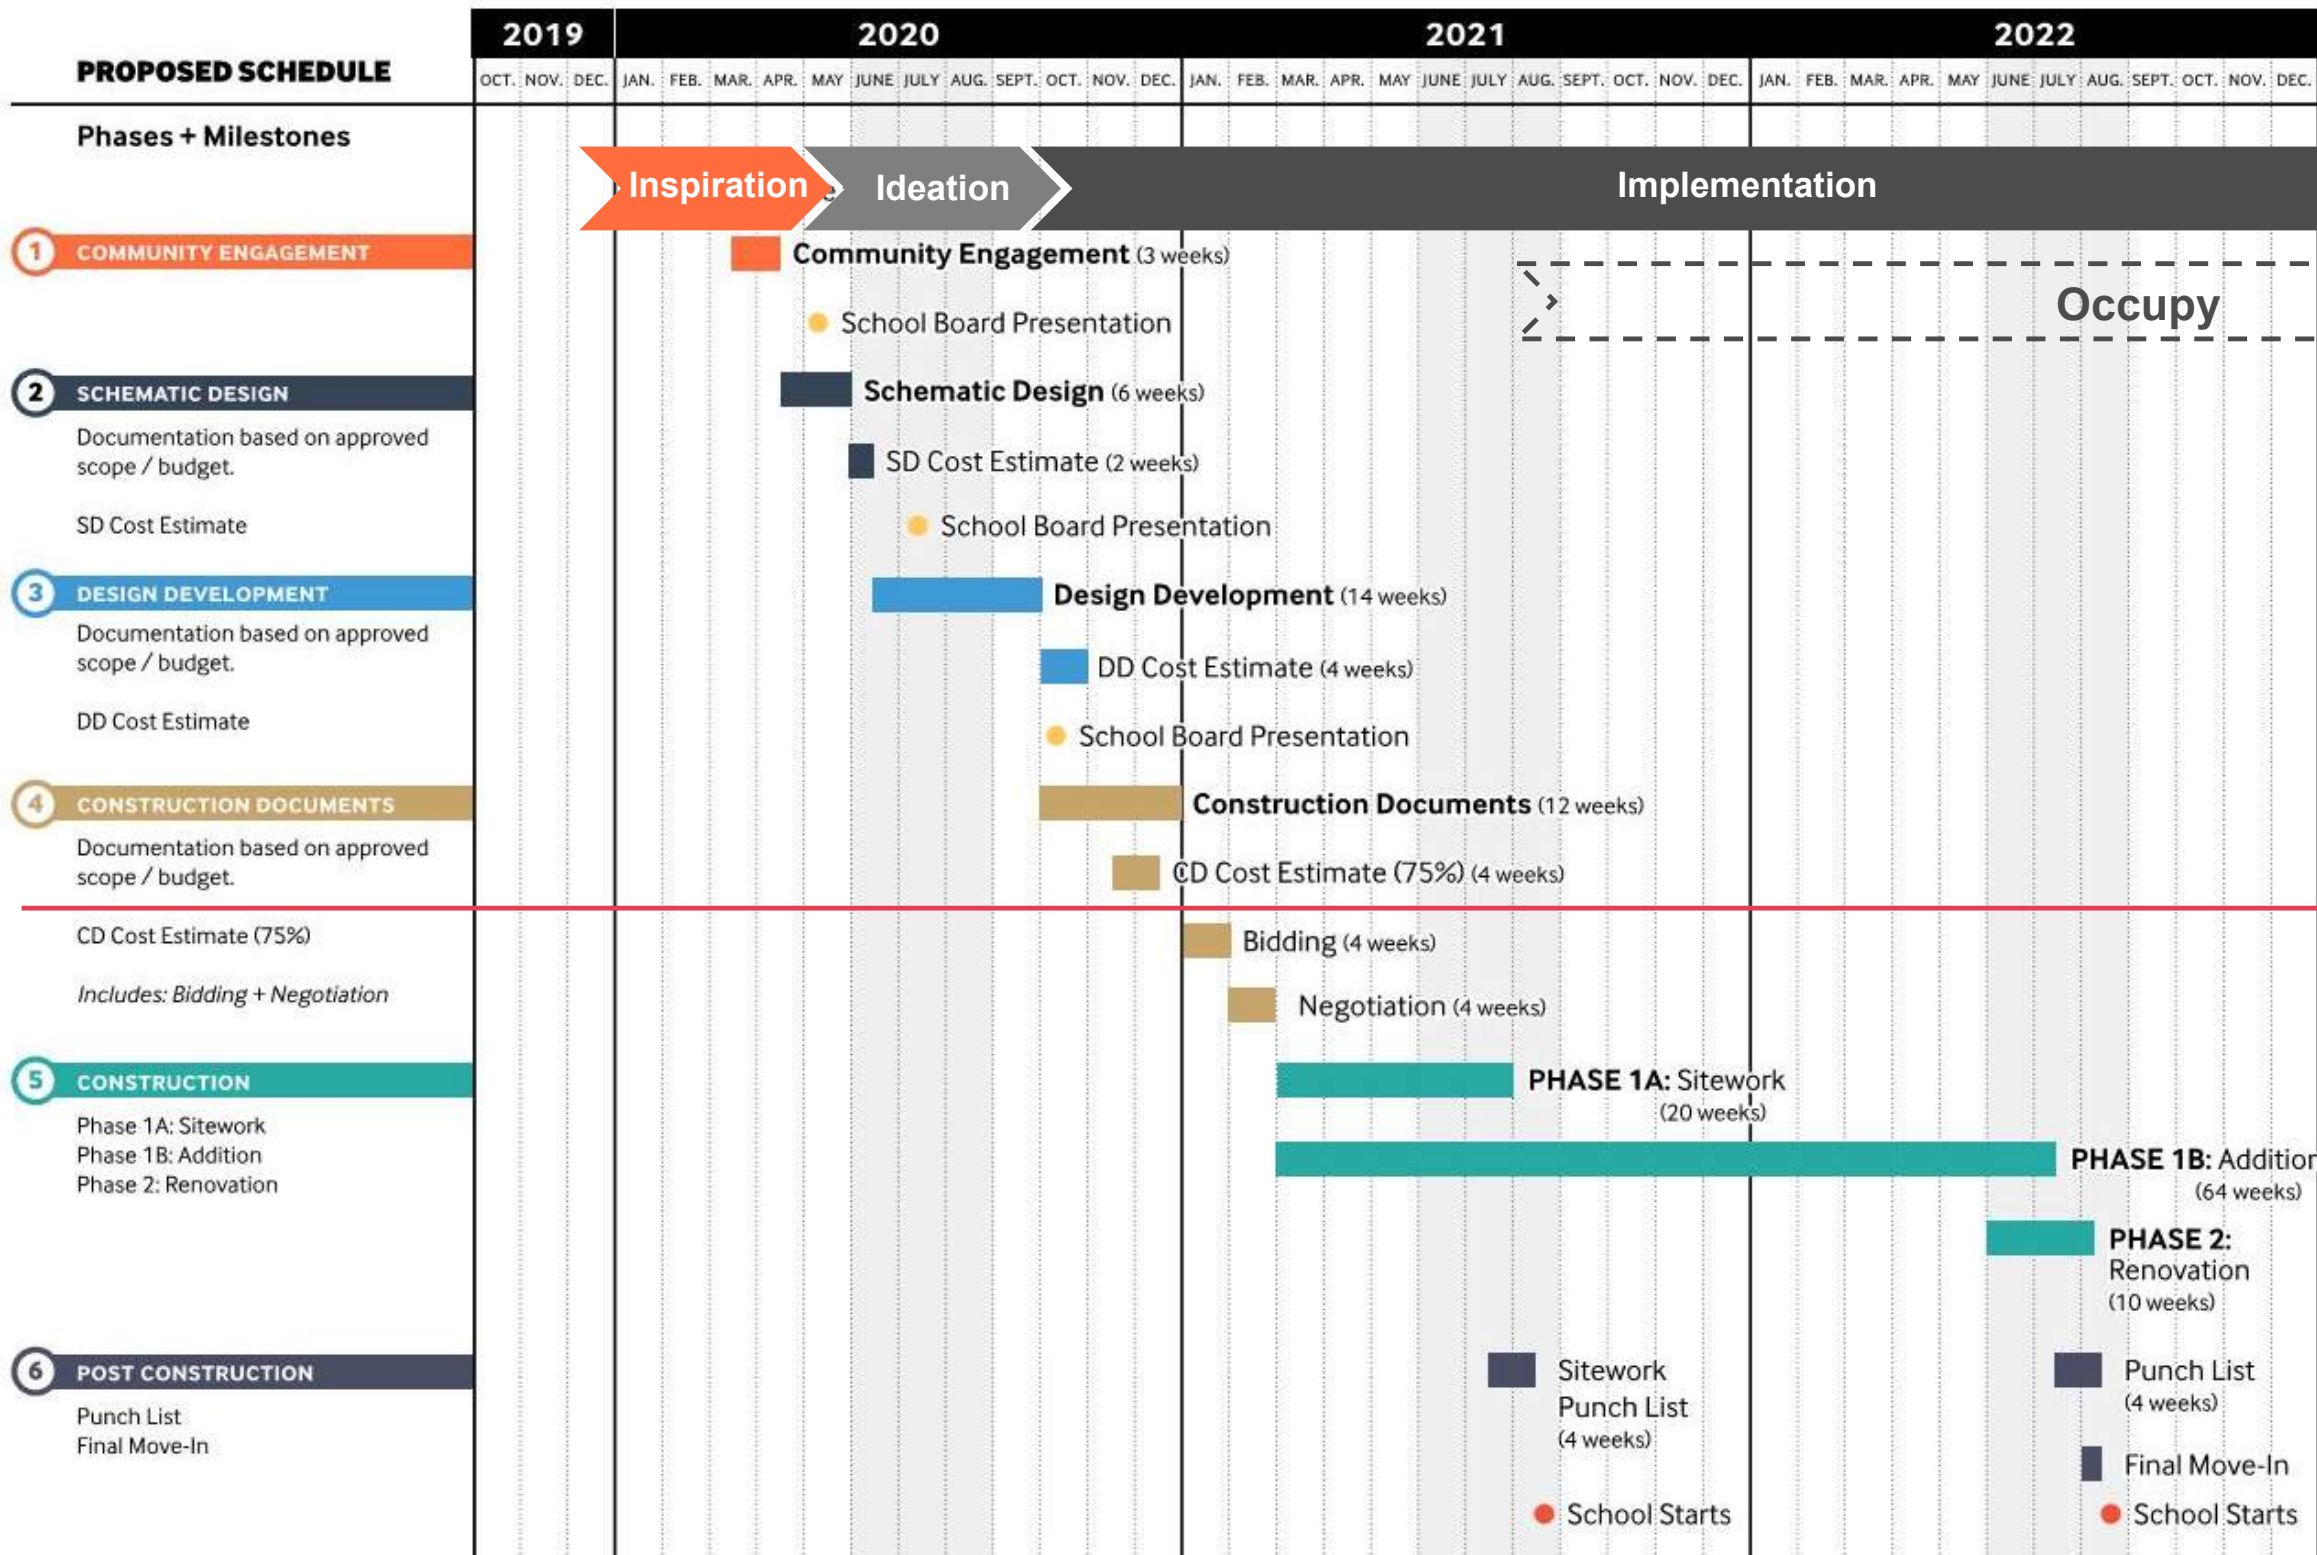 2019 2020 2021 2022
PROPOSED SCHEDULE
OCT. NOV. DEC. JAN. FEB. MAR. APR. MAY JUNE JULY AUG. SEPT. OCT. NOV. DEC. JAN. FEB. MAR. APR. MAY JUNE JULY AUG. SEPT. OCT. NOV. DEC. JAN. FEB. MAR. APR. MAY JUNE JULY AUG. SEPT. OCT. NOV. DEC.
Phases + Milestones
Inspiration Ideation Implementation
1 COMMUNITY ENGAGEMENT
Community Engagement (3 weeks)
Occupy
School Board Presentation
2 SCHEMATIC DESIGN
Schematic Design (6 weeks)
Documentation based on approved
scope / budget.
SD Cost Estimate (2 weeks)
SD Cost Estimate
School Board Presentation
3 DESIGN DEVELOPMENT
Design Development (14 weeks)
Documentation based on approved
scope / budget.
DD Cost Estimate (4 weeks)
DD Cost Estimate
School Board Presentation
4 CONSTRUCTION DOCUMENTS
Construction Documents (12 weeks)
Documentation based on approved
scope / budget.
CD Cost Estimate (75%) (4 weeks)
CD Cost Estimate (75%)
Bidding (4 weeks)
Includes: Bidding + Negotiation
Negotiation (4 weeks)
5 CONSTRUCTION
PHASE 1A: Sitework
(20 weeks)
Phase 1A: Sitework
Phase 1B: Addition
Phase 2: Renovation
PHASE 1B: Addition
(64 weeks)
PHASE 2:
Renovation
(10 weeks)
6 POST CONSTRUCTION
Sitework
Punch List
(4 weeks)
Punch List
(4 weeks)
Punch List
Final Move-In
Final Move-In
School Starts
School Starts